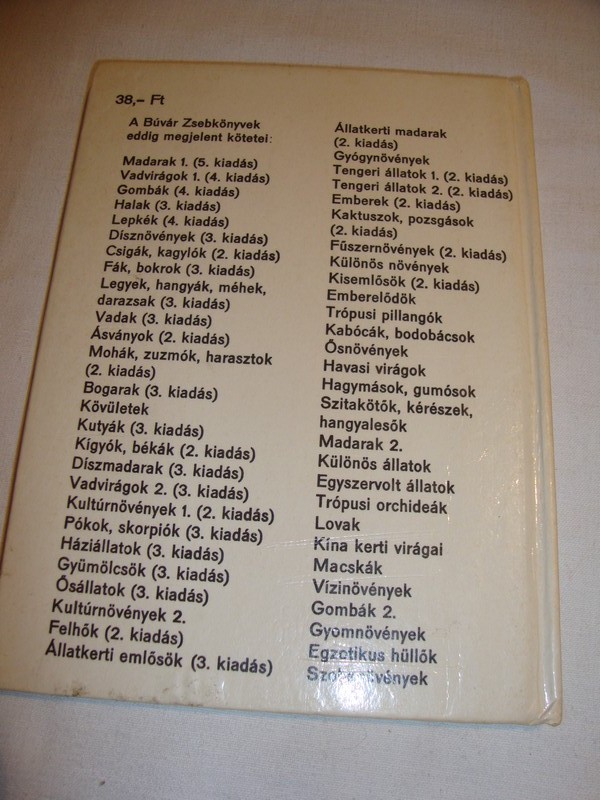 38,– Ft
A Búvár Zsebkönyvek
eddig megjelent kötetei:
Madarak 1. (5. kiadás)
Vadvirágok 1. (4. kiadás)
Gombák (4. kiadás)
Halak (3. kiadás)
Lepkék (4. kiadás)
Dísznövények (3. kiadás)
Csigák, kagylók (2. kiadás)
Fák, bokrok (3. kiadás)
Legyek, hangyák, méhek,
darazsak (3. kiadás)
Vadak (3. kiadás)
Ásványok (2. kiadás)
Mohák, zuzmók, harasztok
(2. kiadás)
Bogarak (3. kiadás)
Kövületek
Kutyák (3. kiadás)
Kígyók, békák (2. kiadás)
Díszmadarak (3. kiadás)
Vadvirágok 2. (3. kiadás)
Kultúrnövények 1. (2. kiadás)
Pókok, skorpiók (3. kiadás)
Háziállatok (3. kiadás)
Gyümölcsök (3. kiadás)
Ősállatok (3. kiadás)
Kultúrnövények 2.
Felhők (2. kiadás)
Állatkerti emlősök (3. kiadás)
Állatkerti madarak
(2. kiadás)
Gyógynövények
Tengeri állatok 1. (2. kiadás)
Tengeri állatok 2. (2. kiadás)
Emberek (2. kiadás)
Kaktuszok, pozsgások
(2. kiadás)
Fűszernövények (2. kiadás)
Különös növények
Kisemlősök (2. kiadás)
Emberelődök
Trópusi pillangók
Kabócák, bodobácsok
Ősnövények
Havasi virágok
Hagymások, gumósok
Szitakötők, kérészek,
hangyalesők
Madarak 2.
Különös állatok
Egyszervolt állatok
Trópusi orchideák
Lovak
Kína kerti virágai
Macskák
Vízinövények
Gombák 2.
Gyomnövények
Egzotikus hüllők
Szobanövények